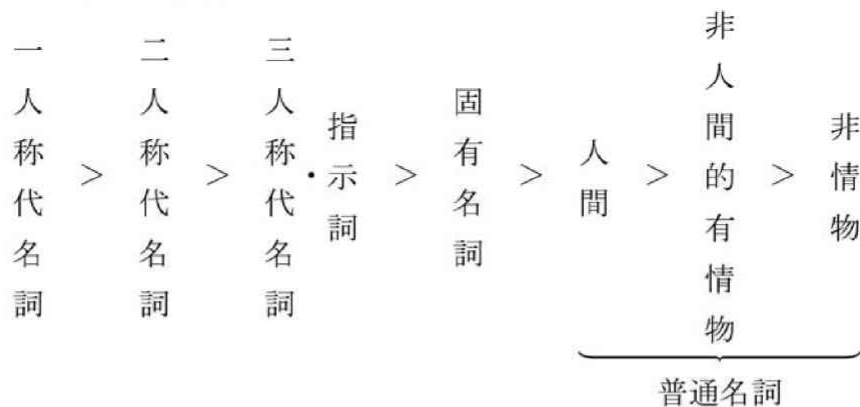 一人称代名詞 > 二人称代名詞 > 三人称代名詞・指示詞 > 固有名詞 > 人間 > 非人間的有情物 > 非情物
普通名詞